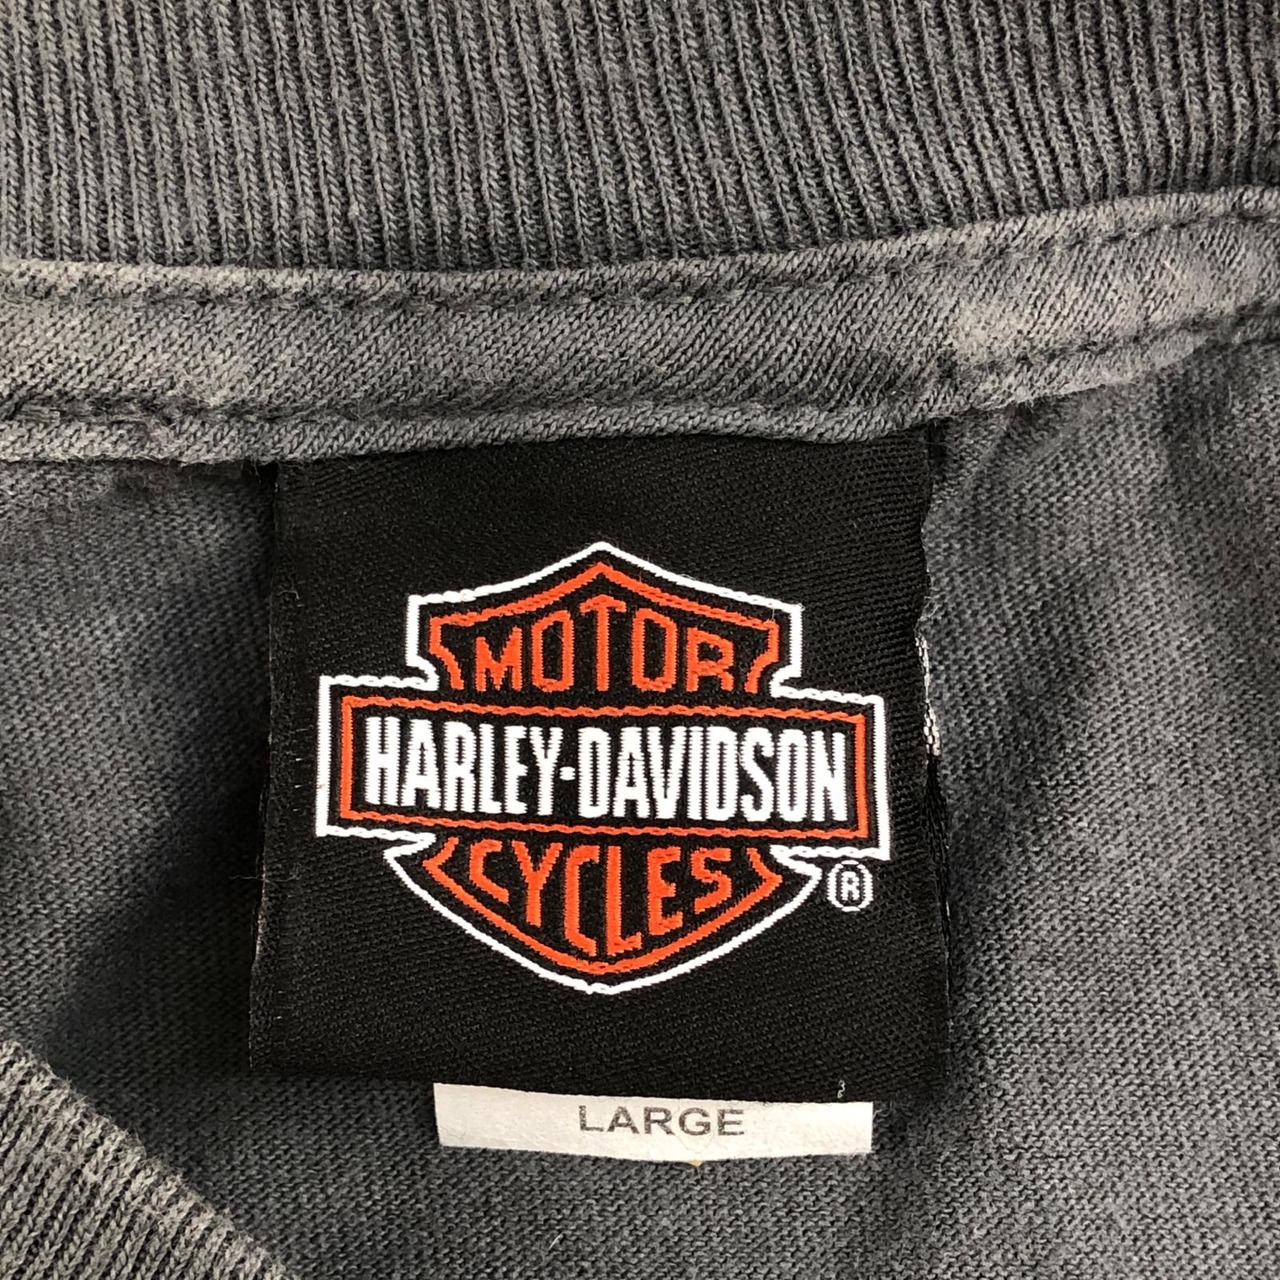 MOTOR
HARLEY-DAVIDSON
CYCLES
®
LARGE